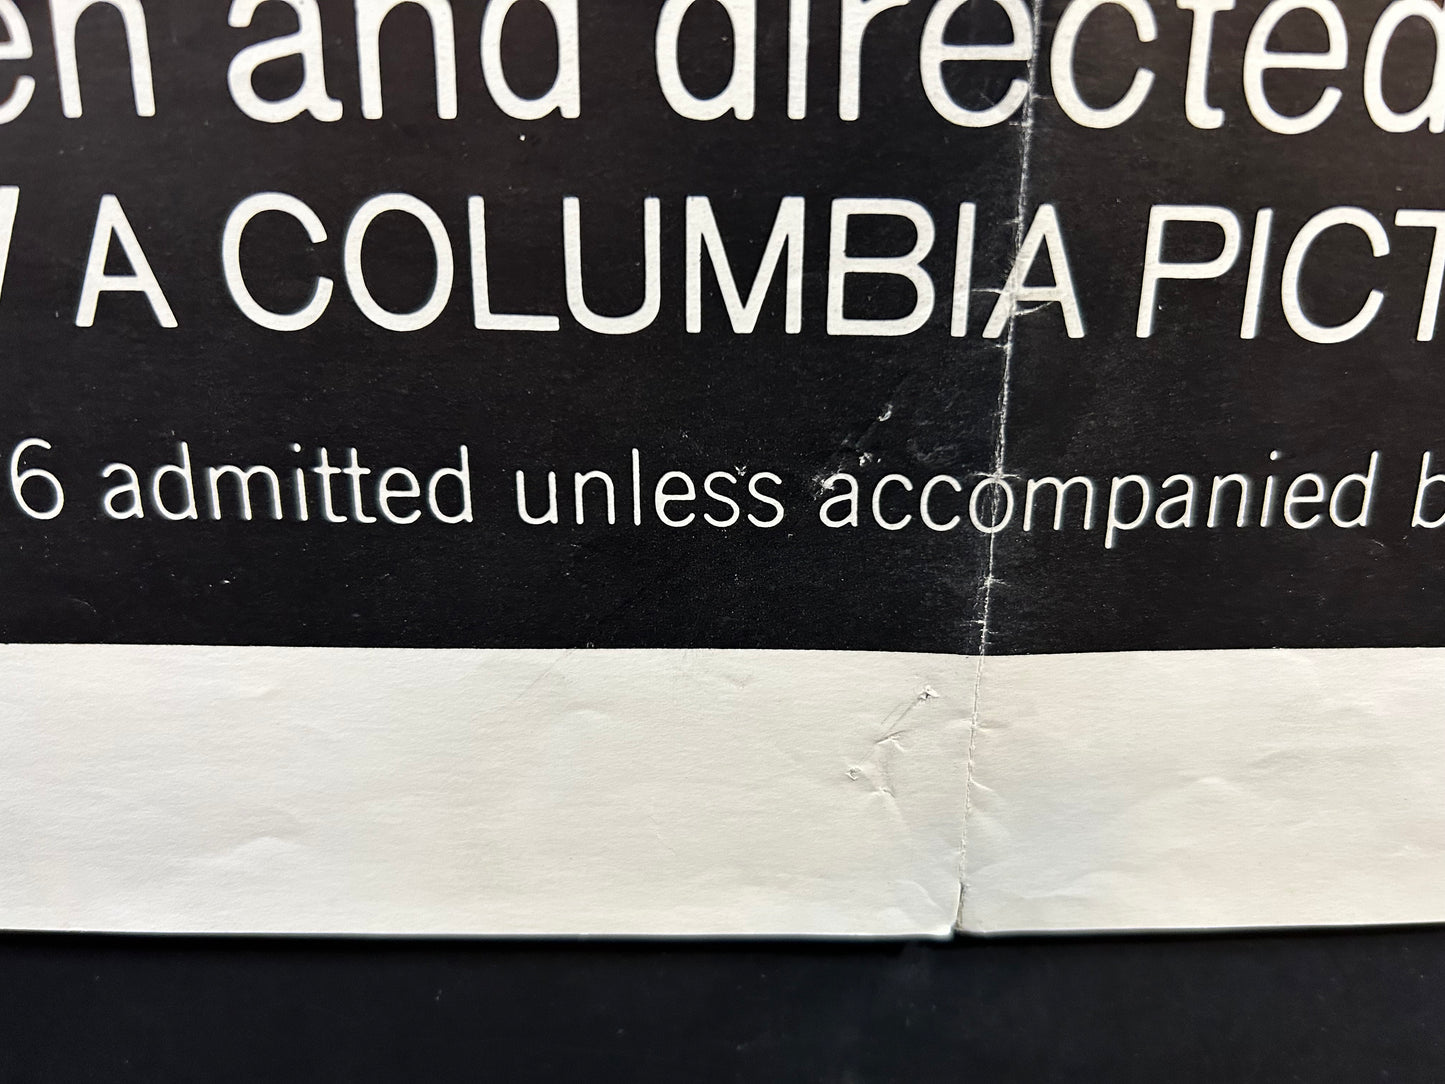 en and directed
A COLUMBIA PICT
6 admitted unless accompanied b